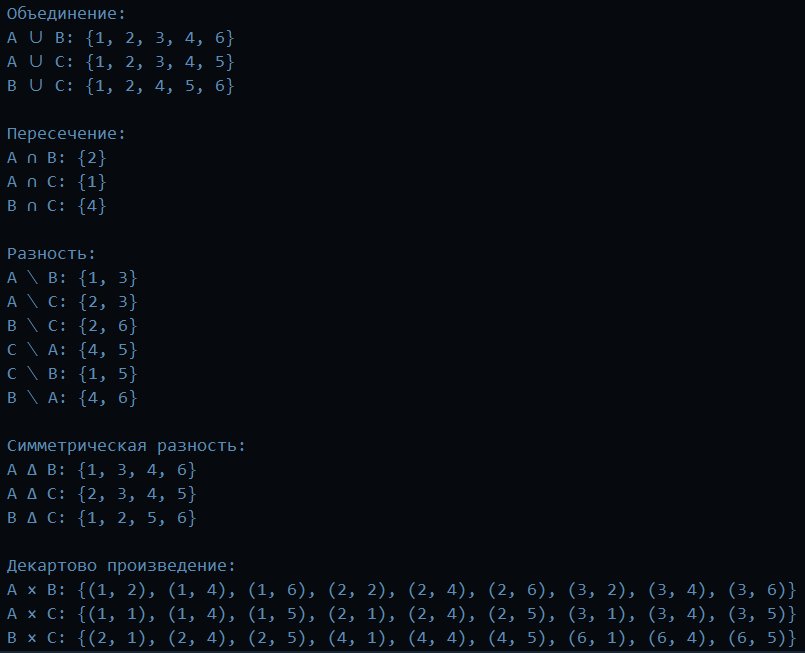 Объединение:
A ∪ B: {1, 2, 3, 4, 6}
A ∪ C: {1, 2, 3, 4, 5}
B ∪ C: {1, 2, 4, 5, 6}
Пересечение:
A ∩ B: {2}
A ∩ C: {1}
B ∩ C: {4}
Разность:
A \ B: {1, 3}
A \ C: {2, 3}
B \ C: {2, 6}
C \ A: {4, 5}
C \ B: {1, 5}
B \ A: {4, 6}
Симметрическая разность:
A Δ B: {1, 3, 4, 6}
A Δ C: {2, 3, 4, 5}
B Δ C: {1, 2, 5, 6}
Декартово произведение:
A × B: {(1, 2), (1, 4), (1, 6), (2, 2), (2, 4), (2, 6), (3, 2), (3, 4), (3, 6)}
A × C: {(1, 1), (1, 4), (1, 5), (2, 1), (2, 4), (2, 5), (3, 1), (3, 4), (3, 5)}
B × C: {(2, 1), (2, 4), (2, 5), (4, 1), (4, 4), (4, 5), (6, 1), (6, 4), (6, 5)}